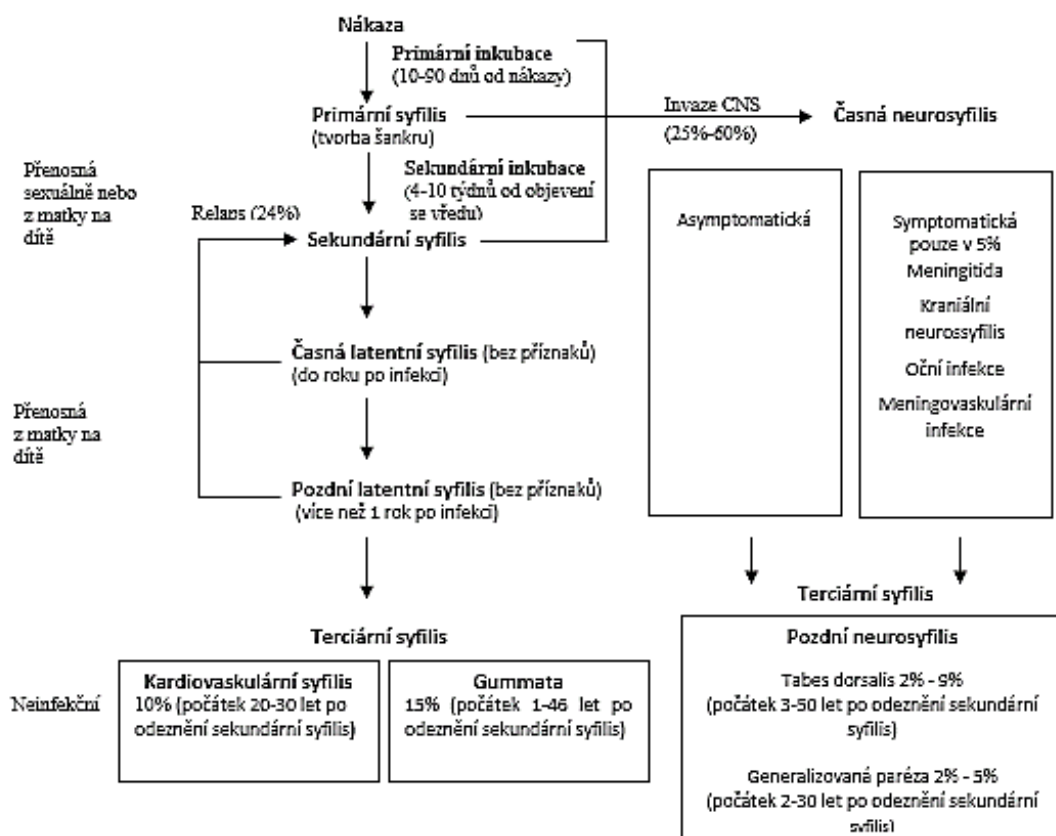 Nákaza
Primární inkubace
(10-90 dnů od nákazy)
Primární syfilis
(tvorba šankru)
Invaze CNS
(25%-60%)
Časná neurosyfilis
Přenosná
sexuálně nebo
z matky na
dítě
Sekundární inkubace
(4-10 týdnů od objevení
se vředu)
Relaps (24%)
Sekundární syfilis
Asymptomatická
Symptomatická
pouze v 5%
Meningitida
Kraniální
neurossyfilis
Oční infekce
Meningovaskulární
infekce
Časná latentní syfilis (bez příznaků)
(do roku po infekci)
Přenosná
z matky na
dítě
Pozdní latentní syfilis (bez příznaků)
(více než 1 rok po infekci)
Terciární syfilis
Terciární syfilis
Neinfekční
Kardiovaskulární syfilis
10% (počátek 20-30 let po
odeznění sekundární syfilis)
Gummata
15% (počátek 1-46 let po
odeznění sekundární syfilis)
Pozdní neurosyfilis
Tabes dorsalis 2% - 9%
(počátek 3-50 let po odeznění sekundární
syfilis)
Generalizovaná paréza 2% - 5%
(počátek 2-30 let po odeznění sekundární
syfilis)